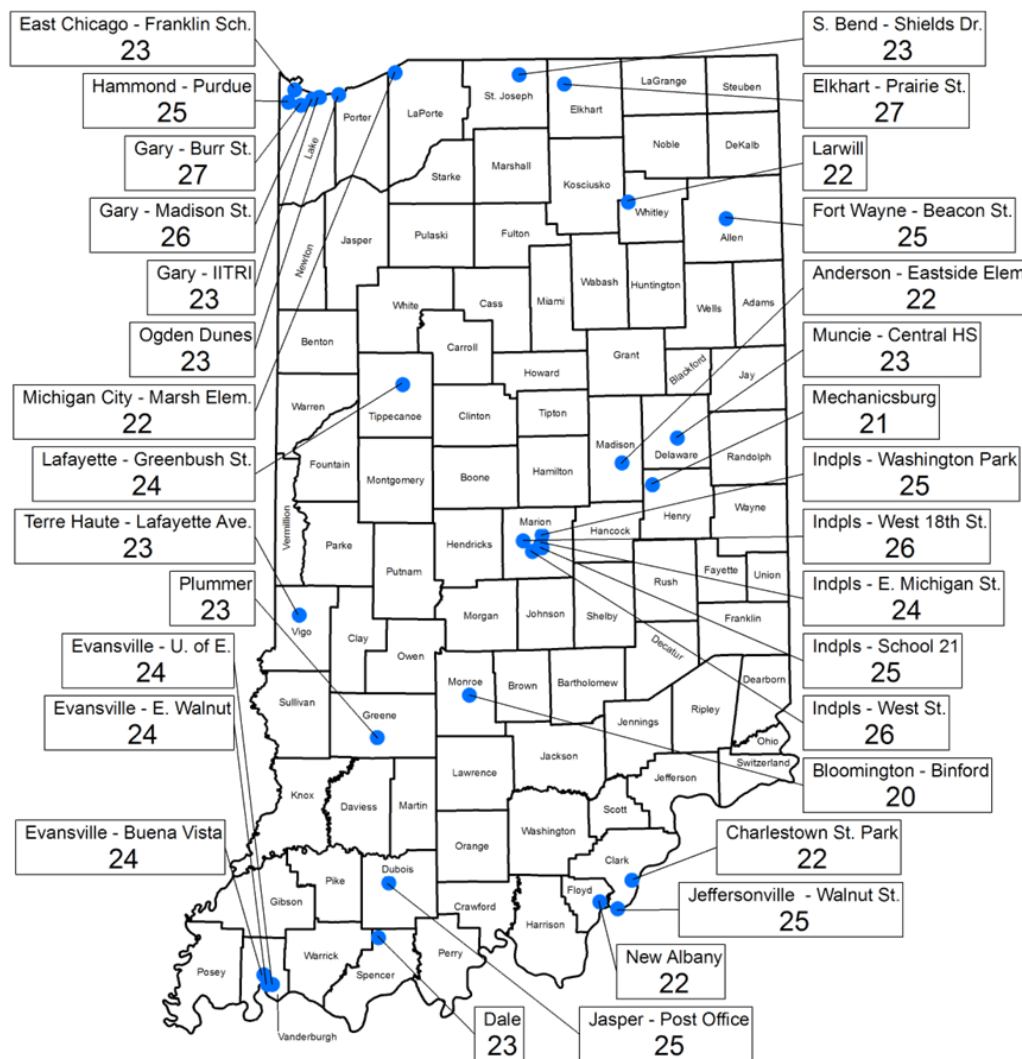 East Chicago - Franklin Sch.
23
Hammond - Purdue
25
Gary - Burr St.
27
Gary - Madison St.
26
Gary - IITRI
23
Ogden Dunes
23
Michigan City - Marsh Elem.
22
Lafayette - Greenbush St.
24
Terre Haute - Lafayette Ave.
23
Plummer
23
Evansville - U. of E.
24
Evansville - E. Walnut
24
Evansville - Buena Vista
24
S. Bend - Shields Dr.
23
Elkhart - Prairie St.
27
Larwill
22
Fort Wayne - Beacon St.
25
Anderson - Eastside Elem
22
Muncie - Central HS
23
Mechanicsburg
21
Indpls - Washington Park
25
Indpls - West 18th St.
26
Indpls - E. Michigan St.
24
Indpls - School 21
25
Indpls - West St.
26
Bloomington - Binford
20
Charlestown St. Park
22
Jeffersonville - Walnut St.
25
New Albany
22
Jasper - Post Office
25
Dale
23
Lake
Porter
LaPorte
St. Joseph
Elkhart
LaGrange
Steuben
Noble
DeKalb
Starke
Marshall
Kosciusko
Whitley
Allen
Newton
Jasper
Pulaski
Fulton
Wabash
Huntington
Miami
Wells
Adams
White
Cass
Benton
Carroll
Howard
Grant
Blackford
Jay
Warren
Tippecanoe
Clinton
Tipton
Madison
Delaware
Randolph
Fountain
Montgomery
Boone
Hamilton
Vermillion
Parke
Putnam
Hendricks
Marion
Hancock
Henry
Wayne
Rush
Fayette
Union
Vigo
Clay
Owen
Morgan
Johnson
Shelby
Decatur
Franklin
Sullivan
Greene
Monroe
Brown
Bartholomew
Jennings
Ripley
Dearborn
Ohio
Switzerland
Knox
Daviess
Martin
Lawrence
Jackson
Jefferson
Scott
Washington
Orange
Clark
Floyd
Harrison
Crawford
Dubois
Pike
Gibson
Posey
Vanderburgh
Warrick
Spencer
Perry